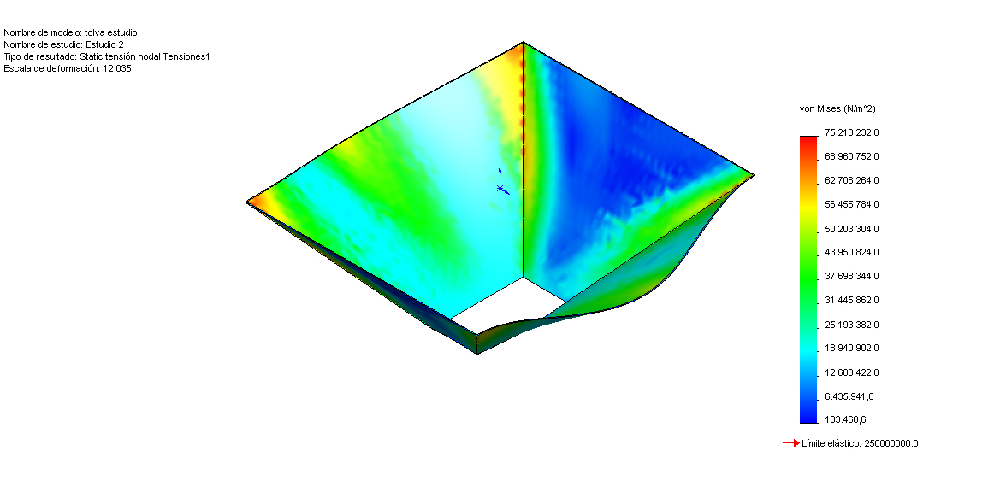 Nombre de modelo: tolva estudio
Nombre de estudio: Estudio 2
Tipo de resultado: Static tensión nodal Tensiones1
Escala de deformación: 12.035
von Mises (N/m^2)
75.213.232,0
68.960.752,0
62.708.264,0
56.455.784,0
50.203.304,0
43.950.824,0
37.698.344,0
31.445.862,0
25.193.382,0
18.940.902,0
12.688.422,0
6.435.941,0
183.460,6
Límite elástico: 250000000.0